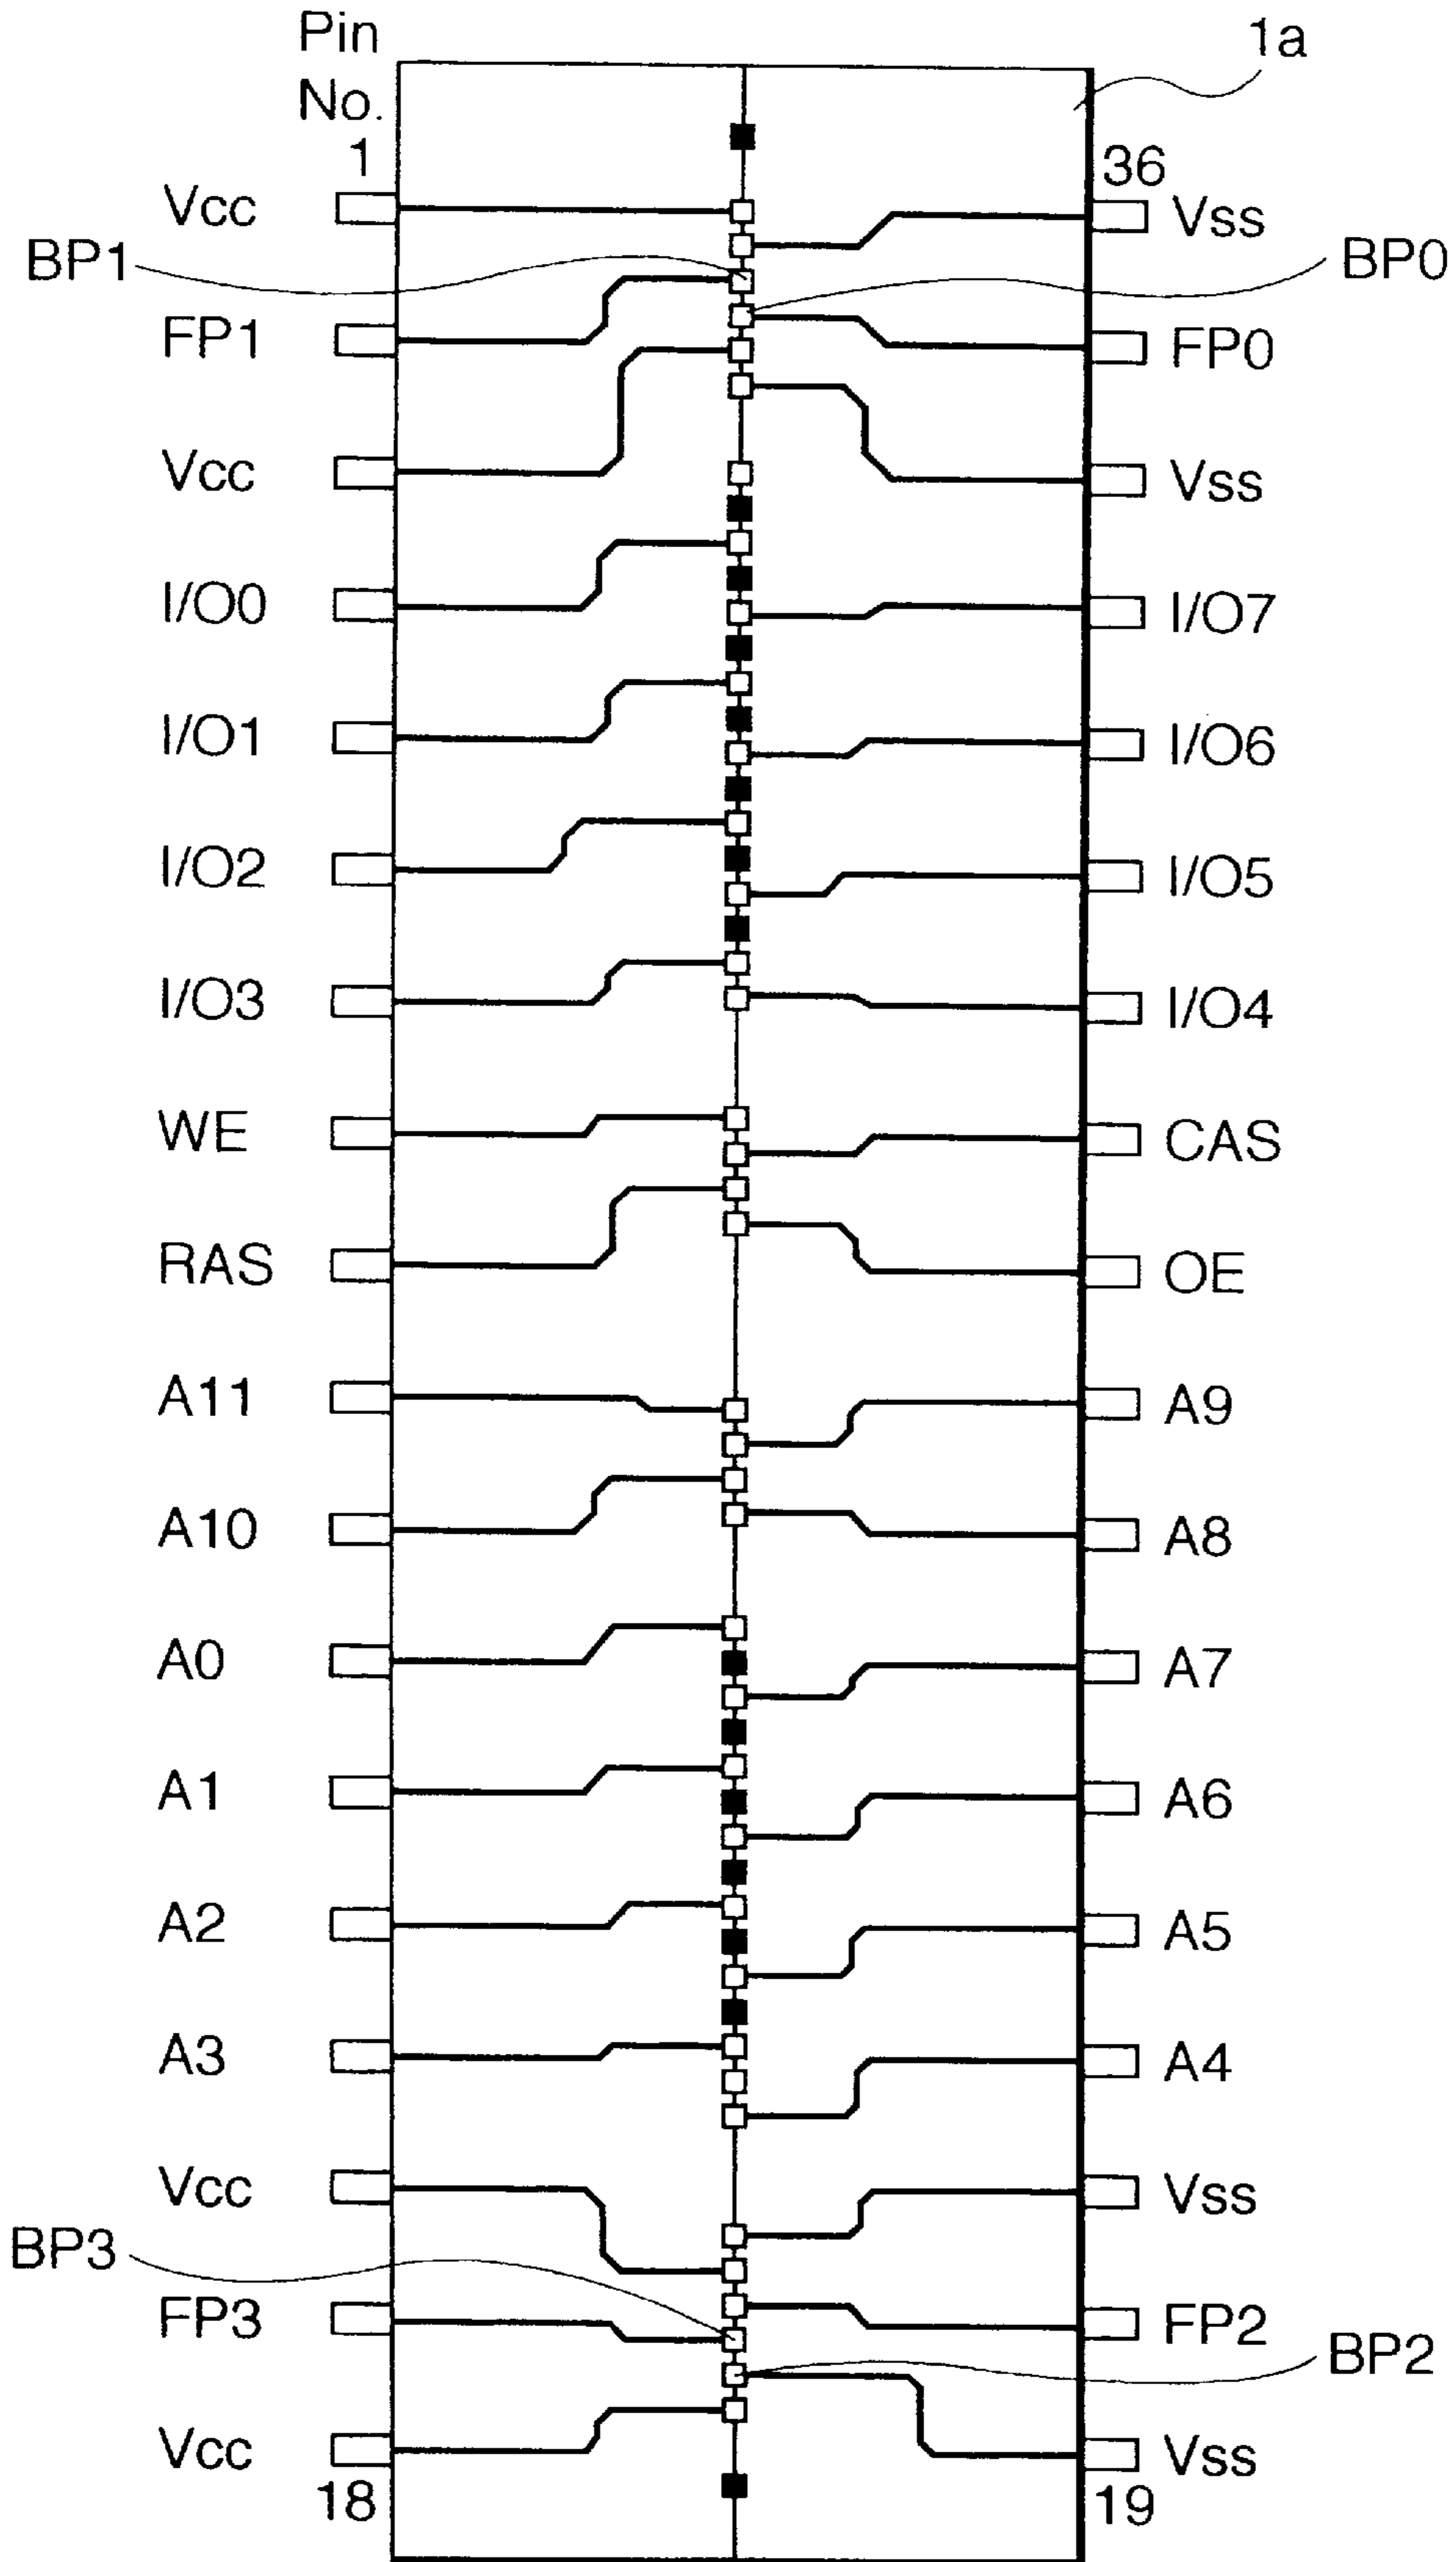 Pin
No.
1a
1
36
Vcc
Vss
BP1
BP0
FP1
FP0
Vcc
Vss
I/O0
I/O7
I/O1
I/O6
I/O2
I/O5
I/O3
I/O4
WE
CAS
RAS
OE
A11
A9
A10
A8
A0
A7
A1
A6
A2
A5
A3
A4
Vcc
Vss
BP3
FP3
FP2
BP2
Vcc
Vss
18
19